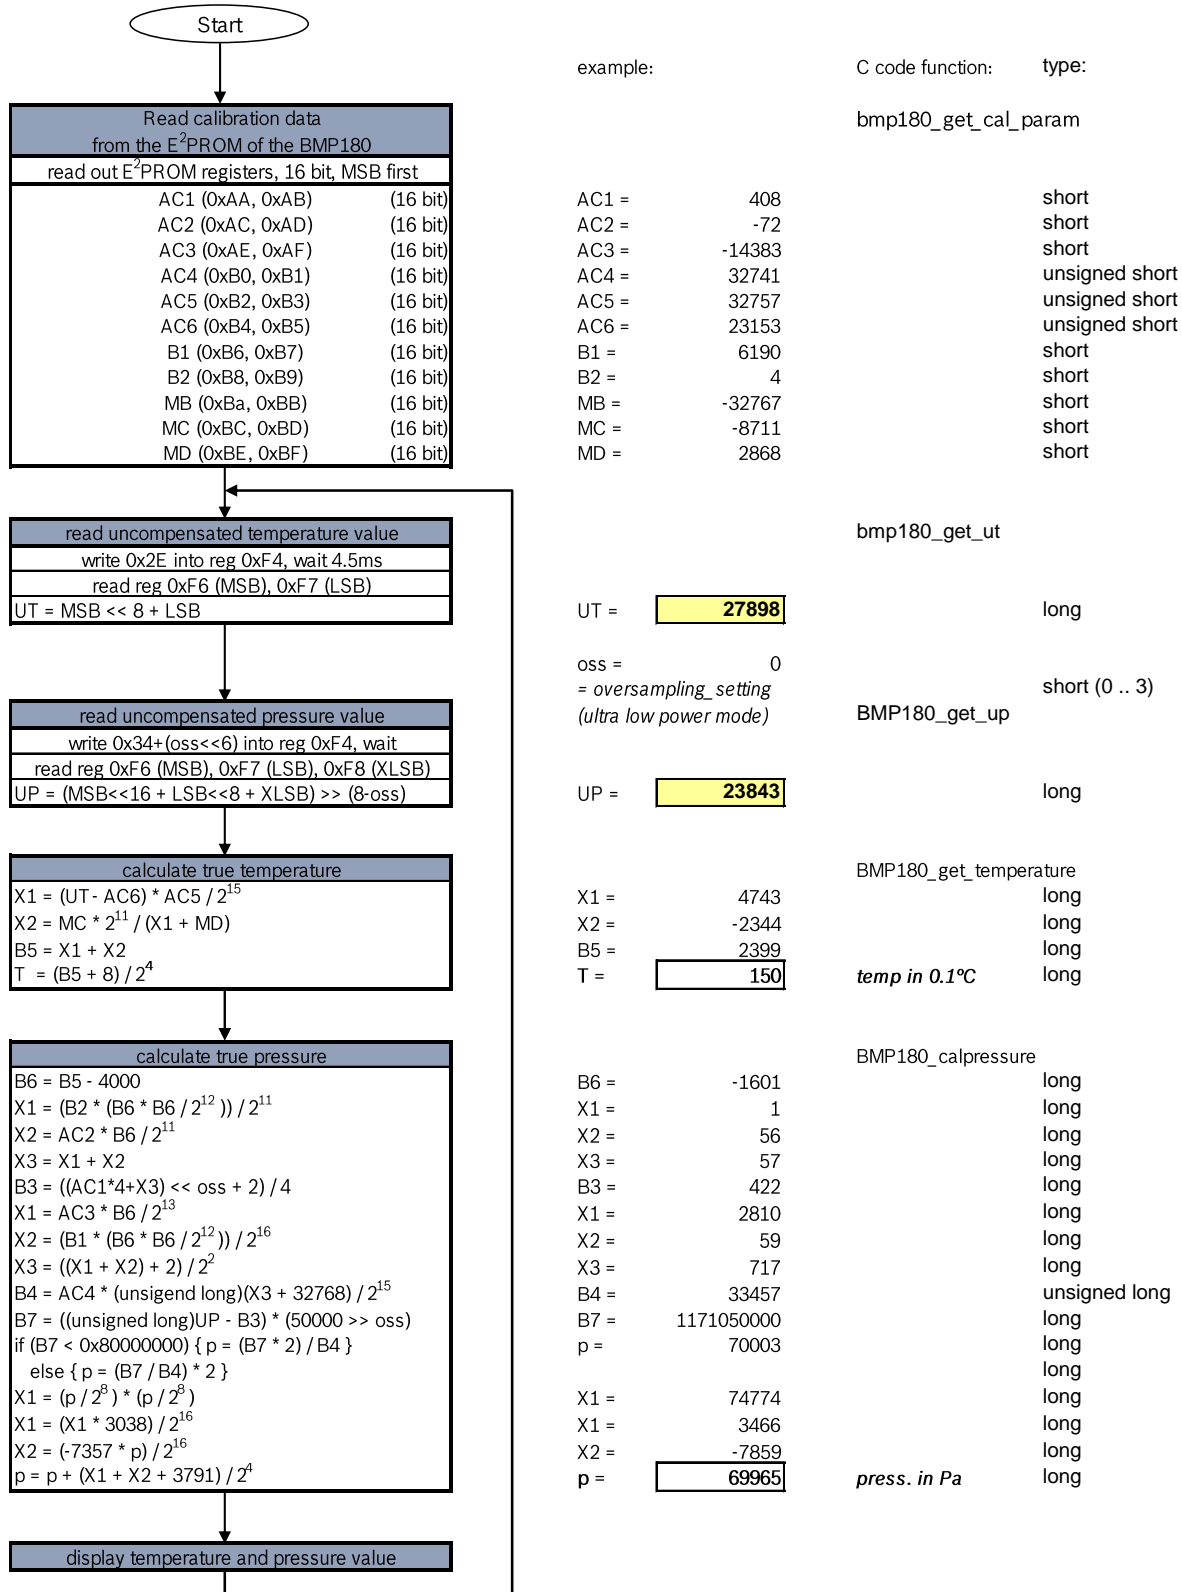 Start
example: C code function: type:
Read calibration data
from the E²PROM of the BMP180
bmp180_get_cal_param
read out E²PROM registers, 16 bit, MSB first
AC1 (0xAA, 0xAB) (16 bit) AC1 = 408 short
AC2 (0xAC, 0xAD) (16 bit) AC2 = -72 short
AC3 (0xAE, 0xAF) (16 bit) AC3 = -14383 short
AC4 (0xB0, 0xB1) (16 bit) AC4 = 32741 unsigned short
AC5 (0xB2, 0xB3) (16 bit) AC5 = 32757 unsigned short
AC6 (0xB4, 0xB5) (16 bit) AC6 = 23153 unsigned short
B1 (0xB6, 0xB7) (16 bit) B1 = 6190 short
B2 (0xB8, 0xB9) (16 bit) B2 = 4 short
MB (0xBa, 0xBB) (16 bit) MB = -32767 short
MC (0xBC, 0xBD) (16 bit) MC = -8711 short
MD (0xBE, 0xBF) (16 bit) MD = 2868 short
read uncompensated temperature value bmp180_get_ut
write 0x2E into reg 0xF4, wait 4.5ms
read reg 0xF6 (MSB), 0xF7 (LSB)
UT = MSB << 8 + LSB UT = 27898 long
oss = 0
= oversampling_setting short (0 .. 3)
read uncompensated pressure value (ultra low power mode) BMP180_get_up
write 0x34+(oss<<6) into reg 0xF4, wait
read reg 0xF6 (MSB), 0xF7 (LSB), 0xF8 (XLSB)
UP = (MSB<<16 + LSB<<8 + XLSB) >> (8-oss) UP = 23843 long
calculate true temperature BMP180_get_temperature
X1 = (UT - AC6) * AC5 / 2¹⁵ X1 = 4743 long
X2 = MC * 2¹¹ / (X1 + MD) X2 = -2344 long
B5 = X1 + X2 B5 = 2399 long
T = (B5 + 8) / 2⁴ T = 150 temp in 0.1ºC long
calculate true pressure BMP180_calpressure
B6 = B5 - 4000 B6 = -1601 long
X1 = (B2 * (B6 * B6 / 2¹² )) / 2¹¹ X1 = 1 long
X2 = AC2 * B6 / 2¹¹ X2 = 56 long
X3 = X1 + X2 X3 = 57 long
B3 = ((AC1*4+X3) << oss + 2) / 4 B3 = 422 long
X1 = AC3 * B6 / 2¹³ X1 = 2810 long
X2 = (B1 * (B6 * B6 / 2¹² )) / 2¹⁶ X2 = 59 long
X3 = ((X1 + X2) + 2) / 2² X3 = 717 long
B4 = AC4 * (unsigend long)(X3 + 32768) / 2¹⁵ B4 = 33457 unsigned long
B7 = ((unsigned long)UP - B3) * (50000 >> oss) B7 = 1171050000 long
if (B7 < 0x80000000) { p = (B7 * 2) / B4 } p = 70003 long
else { p = (B7 / B4) * 2 } long
X1 = (p / 2⁸ ) * (p / 2⁸ ) X1 = 74774 long
X1 = (X1 * 3038) / 2¹⁶ X1 = 3466 long
X2 = (-7357 * p) / 2¹⁶ X2 = -7859 long
p = p + (X1 + X2 + 3791) / 2⁴ p = 69965 press. in Pa long
display temperature and pressure value